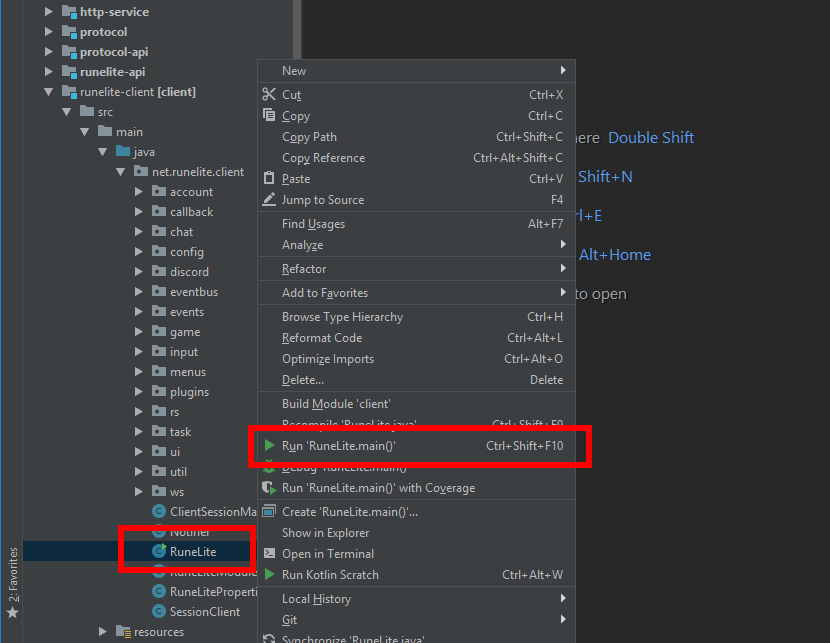 http-service
protocol
protocol-api
runelite-api
runelite-client [client]
src
main
java
net.runelite.client
account
callback
chat
config
discord
eventbus
events
game
input
menus
plugins
rs
task
ui
util
ws
ClientSessionMa
Notifier
RuneLite
RuneLiteModule
RuneLiteProperti
SessionClient
resources
2: Favorites
New
Cut Ctrl+X
Copy Ctrl+C
Copy Path Ctrl+Shift+C
Copy Reference Ctrl+Alt+Shift+C
Paste Ctrl+V
Jump to Source F4
Find Usages Alt+F7
Analyze
Refactor
Add to Favorites
Browse Type Hierarchy Ctrl+H
Reformat Code Ctrl+Alt+L
Optimize Imports Ctrl+Alt+O
Delete... Delete
Build Module 'client'
Recompile 'RuneLite.java' Ctrl+Shift+F9
Run 'RuneLite.main()' Ctrl+Shift+F10
Debug 'RuneLite.main()'
Run 'RuneLite.main()' with Coverage
Create 'RuneLite.main()'...
Show in Explorer
Open in Terminal
Run Kotlin Scratch Ctrl+Alt+W
Local History
Git
Synchronize 'RuneLite.java'
here Double Shift
Shift+N
rl+E
Alt+Home
to open